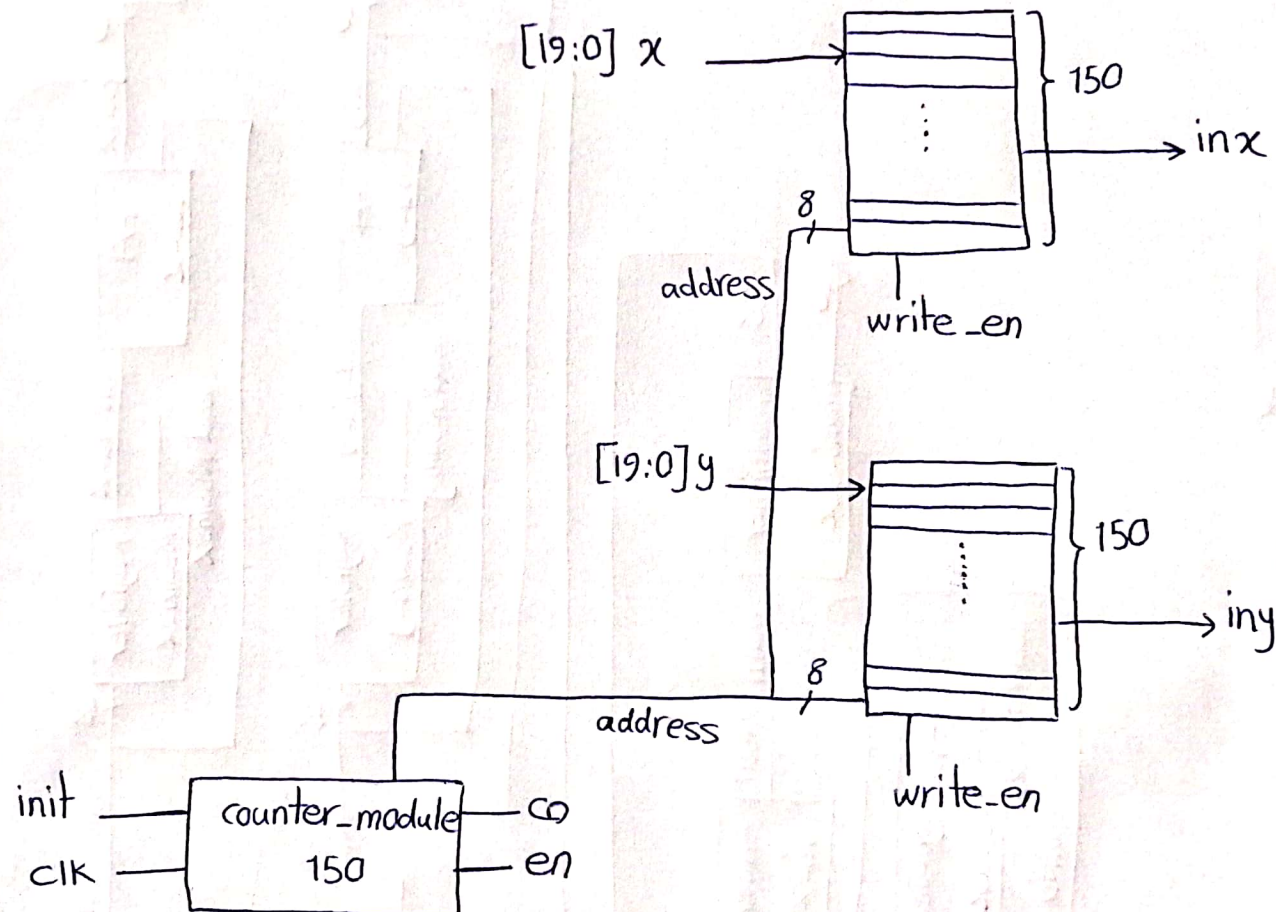 [19:0] x
150
inx
8
address
write_en
[19:0] y
150
iny
8
address
write_en
init
counter_module
co
clk
150
en